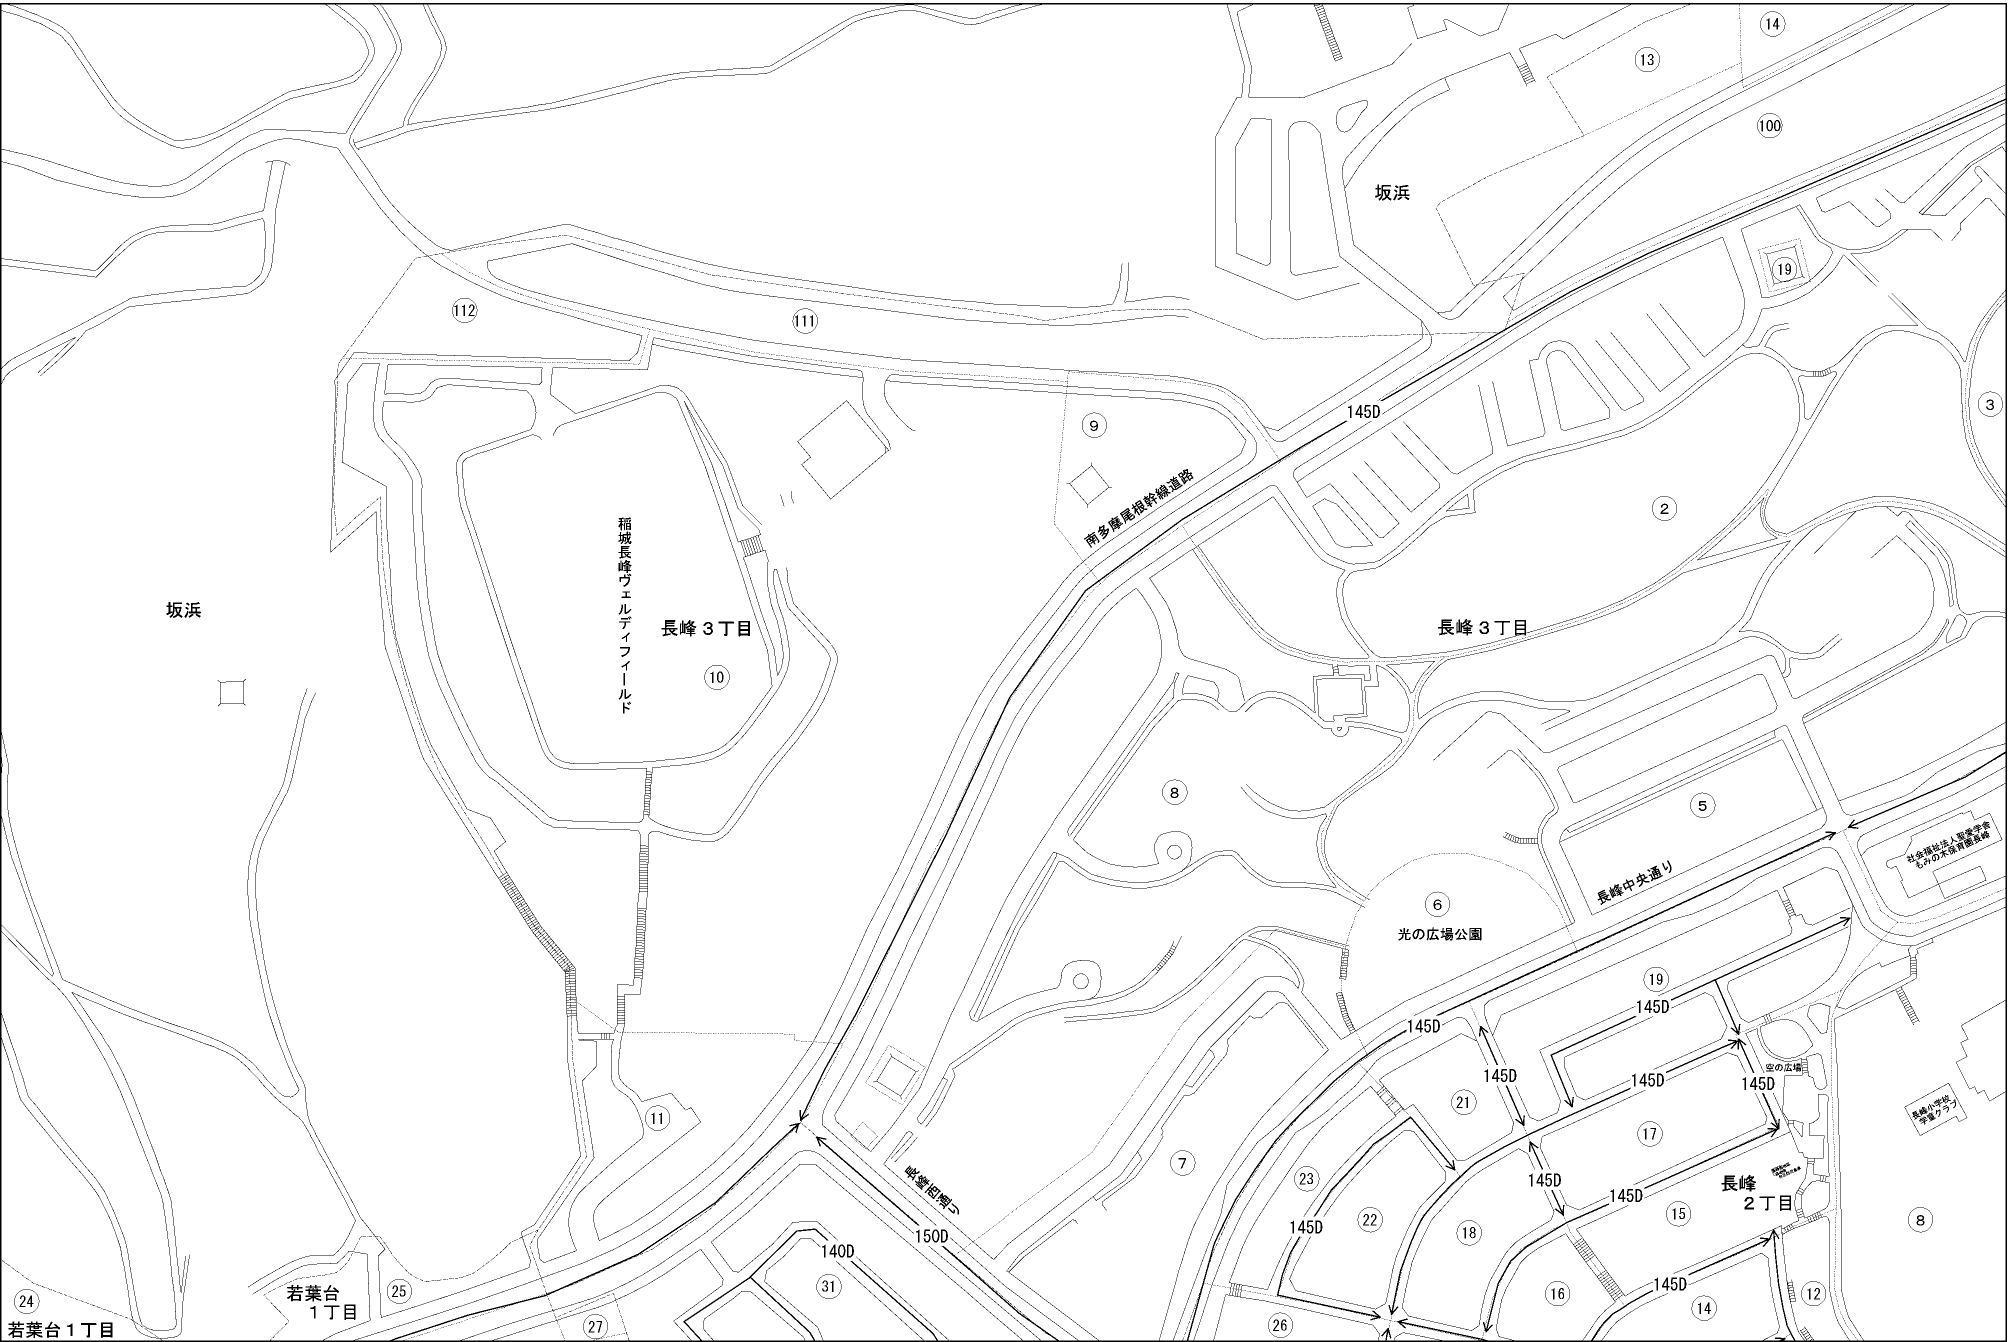 14
13
100
坂浜
19
112
111
145D
3
9
南多摩尾根幹線道路
2
稲城長峰ヴェルディフィールド
坂浜
長峰３丁目
長峰３丁目
10
8
5
社会福祉法人聖愛学舎
もみの木保育園長峰
長峰中央通り
6
光の広場公園
19
145D
145D
空の広場
145D
145D
145D
21
長峰小学校
学童クラブ
11
17
7
長峰西通り
23
145D
長峰
２丁目
145D
15
22
145D
18
8
150D
140D
31
145D
25
若葉台
１丁目
16
14
12
24
若葉台１丁目
27
26